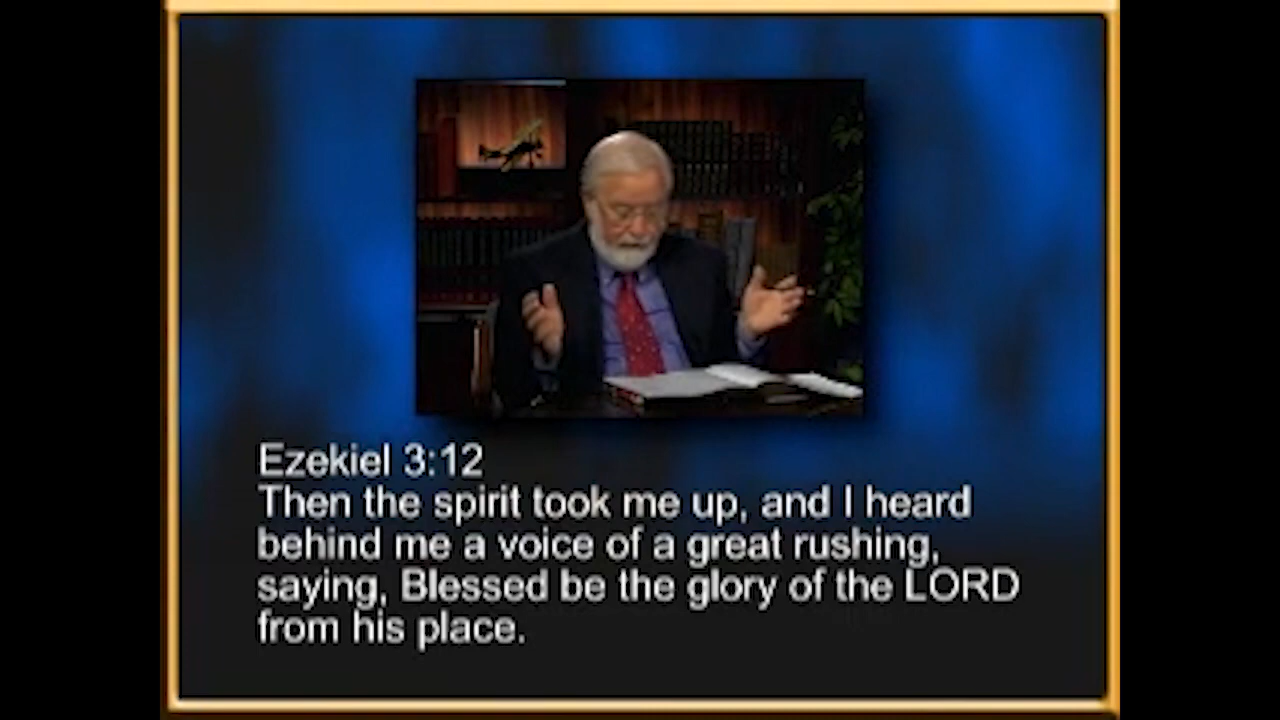 Ezekiel 3:12
Then the spirit took me up, and I heard
behind me a voice of a great rushing,
saying, Blessed be the glory of the LORD
from his place.